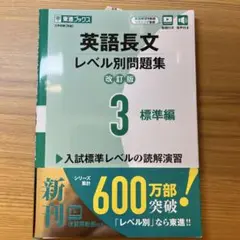 東進ブックス
英語長文
レベル別問題集
改訂版
3
標準編
入試標準レベルの読解演習
新刊
シリーズ累計
600万部
突破!
「レベル別」なら東進!!